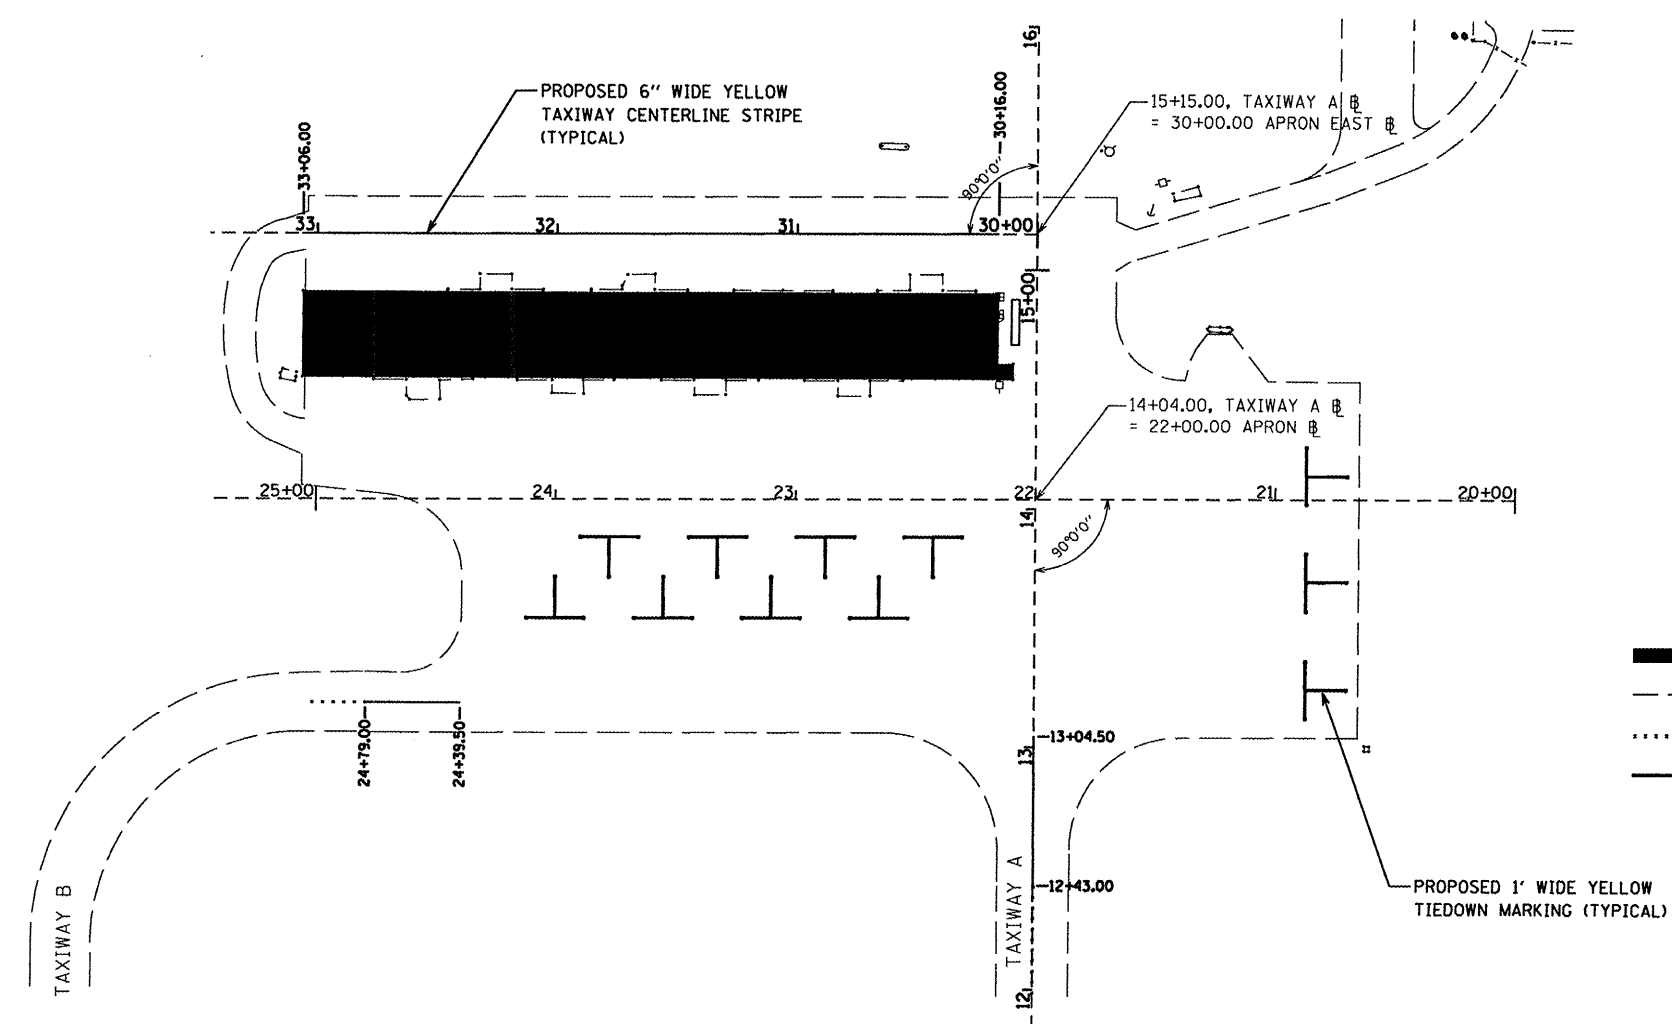 16
30+16.00
PROPOSED 6" WIDE YELLOW
TAXIWAY CENTERLINE STRIPE
(TYPICAL)
15+15.00, TAXIWAY A B̲L
= 30+00.00 APRON EAST B̲L
33+06.00
90°0'0"
33
32
31
30+00
15+00
14+04.00, TAXIWAY A B̲L
= 22+00.00 APRON B̲L
25+00
24
23
22
21
20+00
14
90°0'0"
24+79.00
24+39.50
13+04.50
13
12+43.00
TAXIWAY B
TAXIWAY A
12
PROPOSED 1' WIDE YELLOW
TIEDOWN MARKING (TYPICAL)